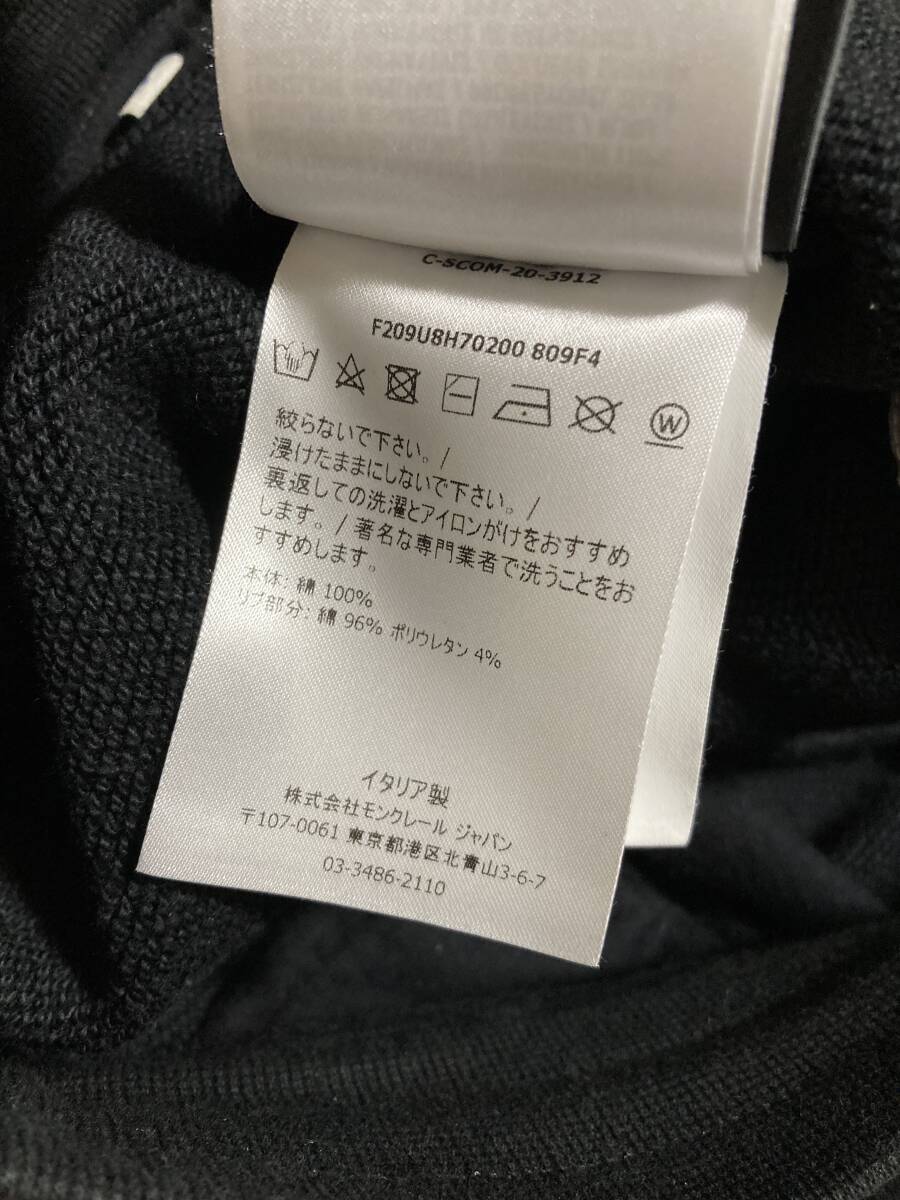 C-SCOM-20-3912
F209U8H70200 809F4
W
絞らないで下さい。/
浸けたままにしないで下さい。/
裏返しての洗濯とアイロンがけをおすすめ
します。/著名な専門業者で洗うことをお
すすめします。
本体: 綿 100%
リブ部分: 綿 96% ポリウレタン 4%
イタリア製
株式会社モンクレール ジャパン
〒107-0061 東京都港区北青山3-6-7
03-3486-2110